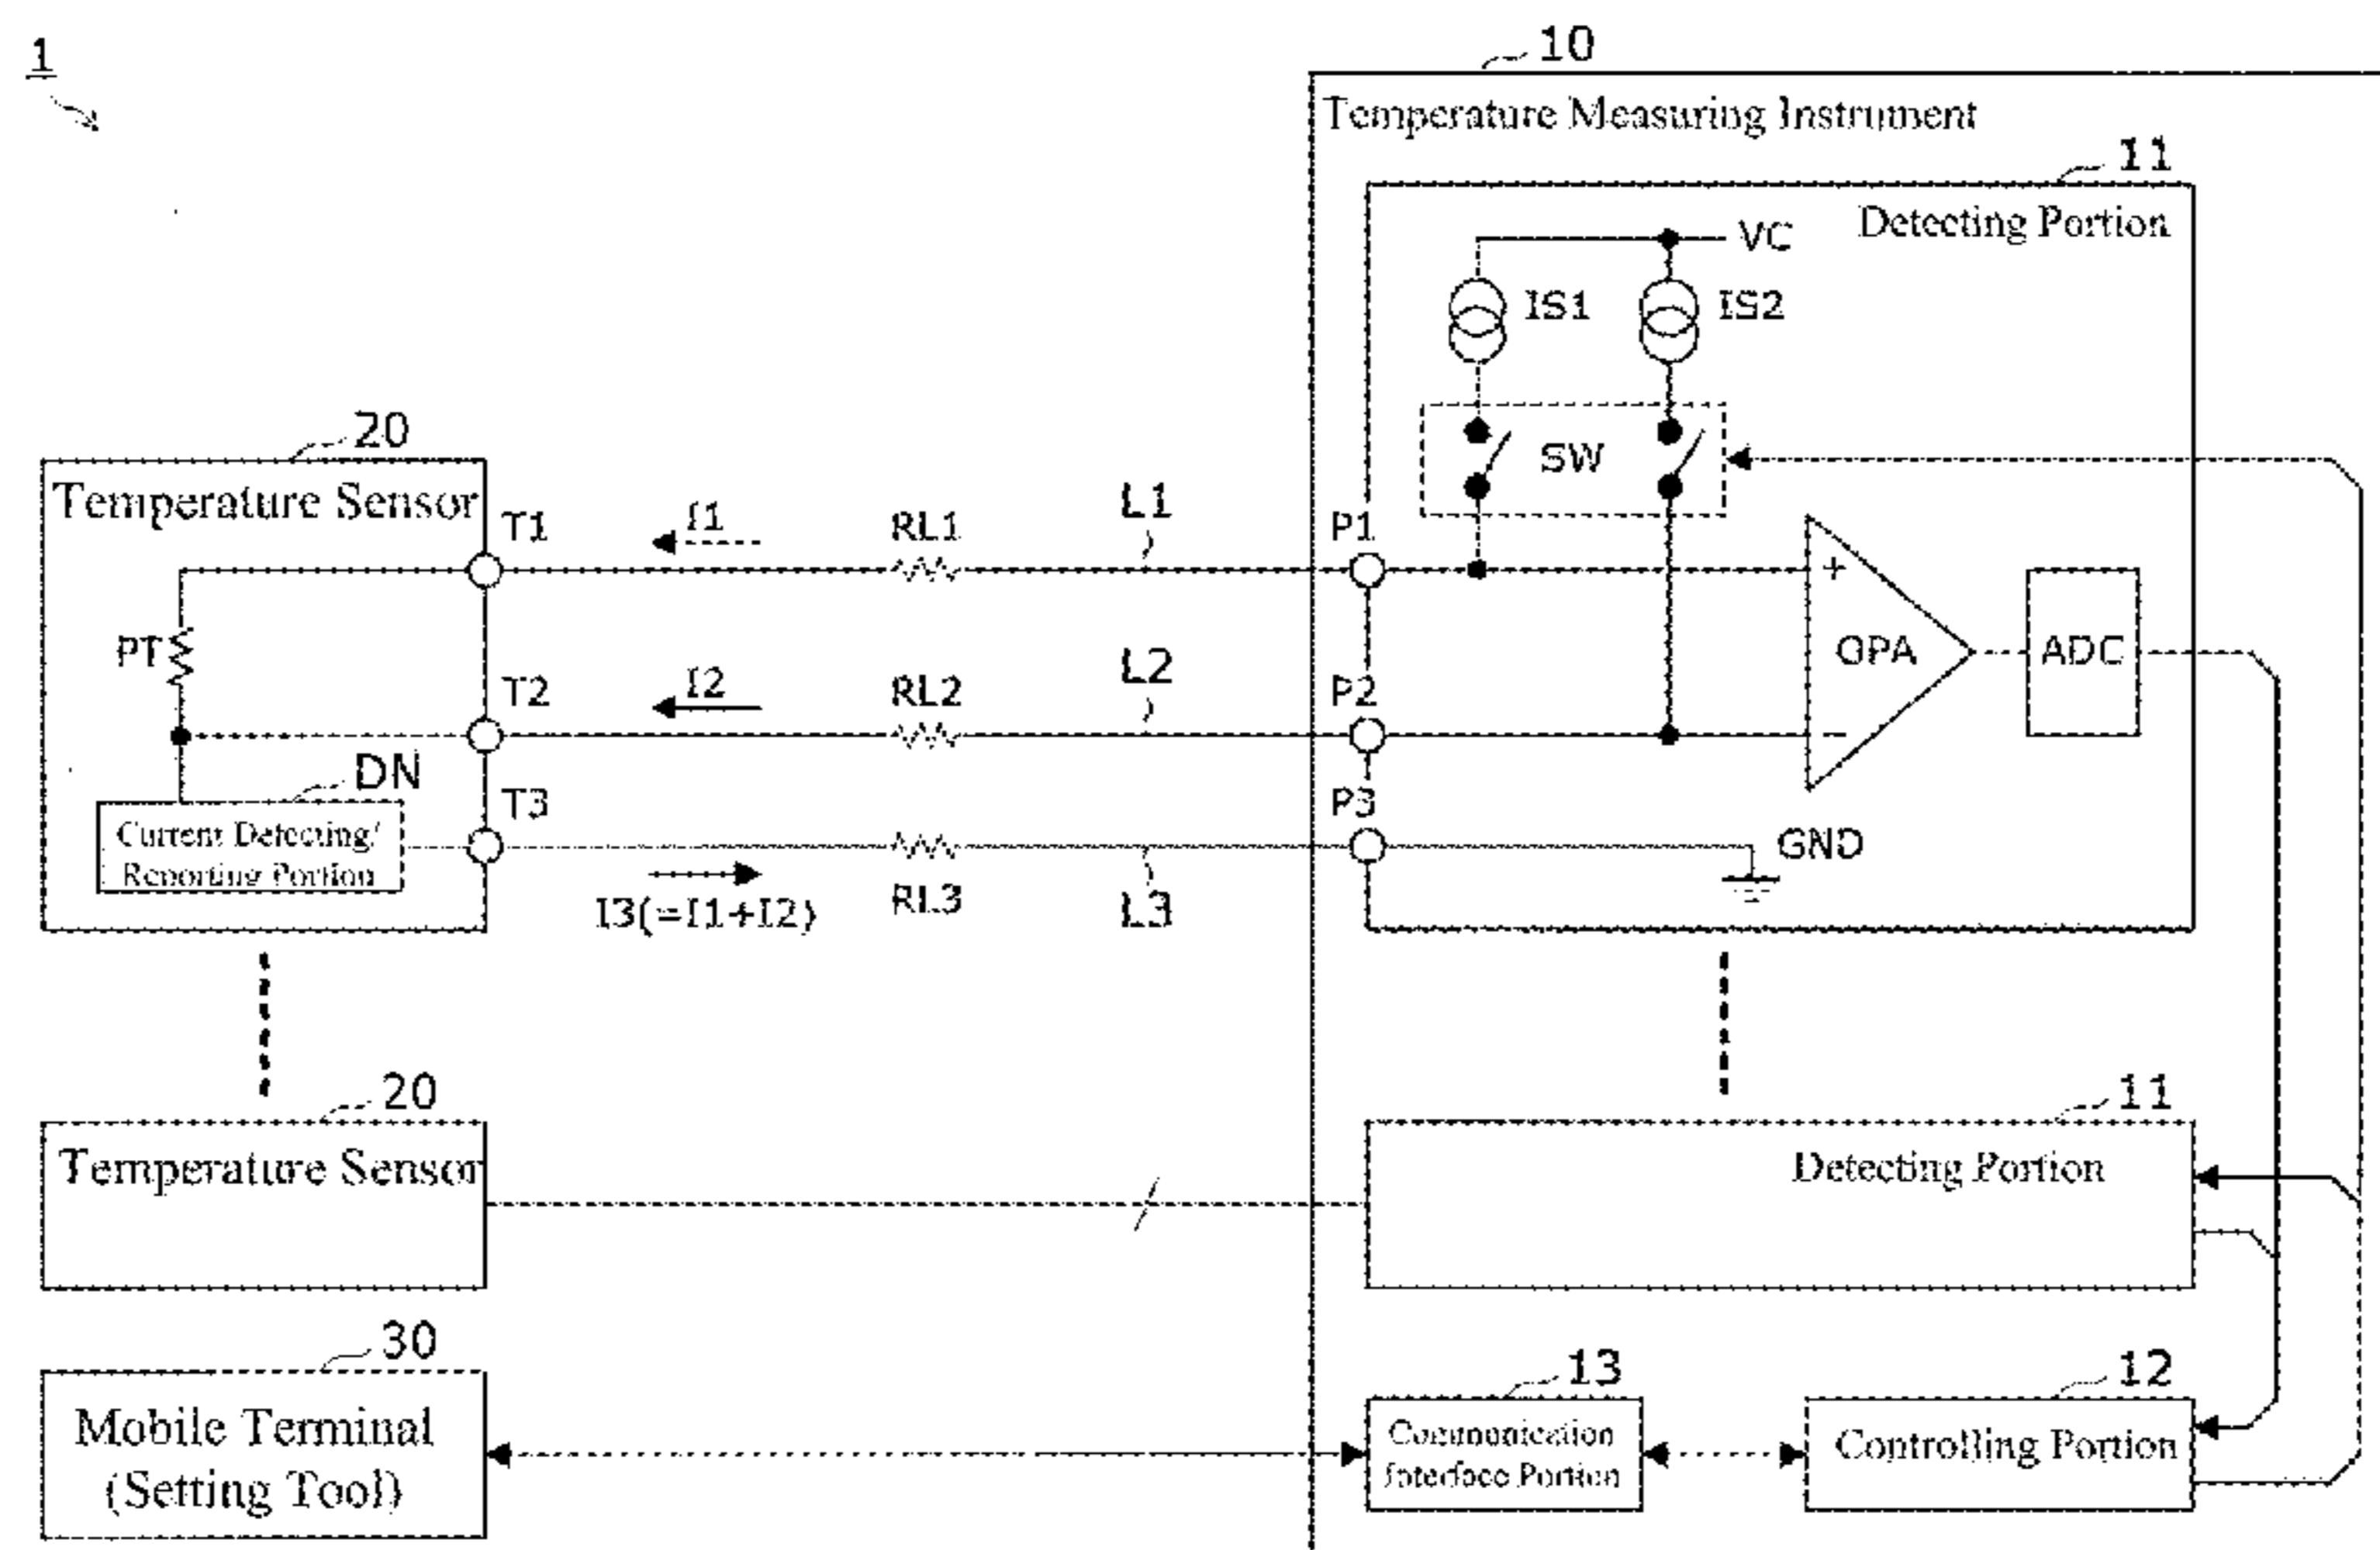 1
10
Temperature Measuring Instrument
11
Detecting Portion
VC
IS1
IS2
SW
20
Temperature Sensor
T1
I1
RL1
L1
P1
+
PT
T2
I2
RL2
L2
P2
OPA
ADC
−
DN
T3
P3
Current Detecting/
Reporting Portion
GND
I3(=I1+I2)
RL3
L3
20
Temperature Sensor
11
Detecting Portion
30
Mobile Terminal
(Setting Tool)
13
Communication
Interface Portion
12
Controlling Portion